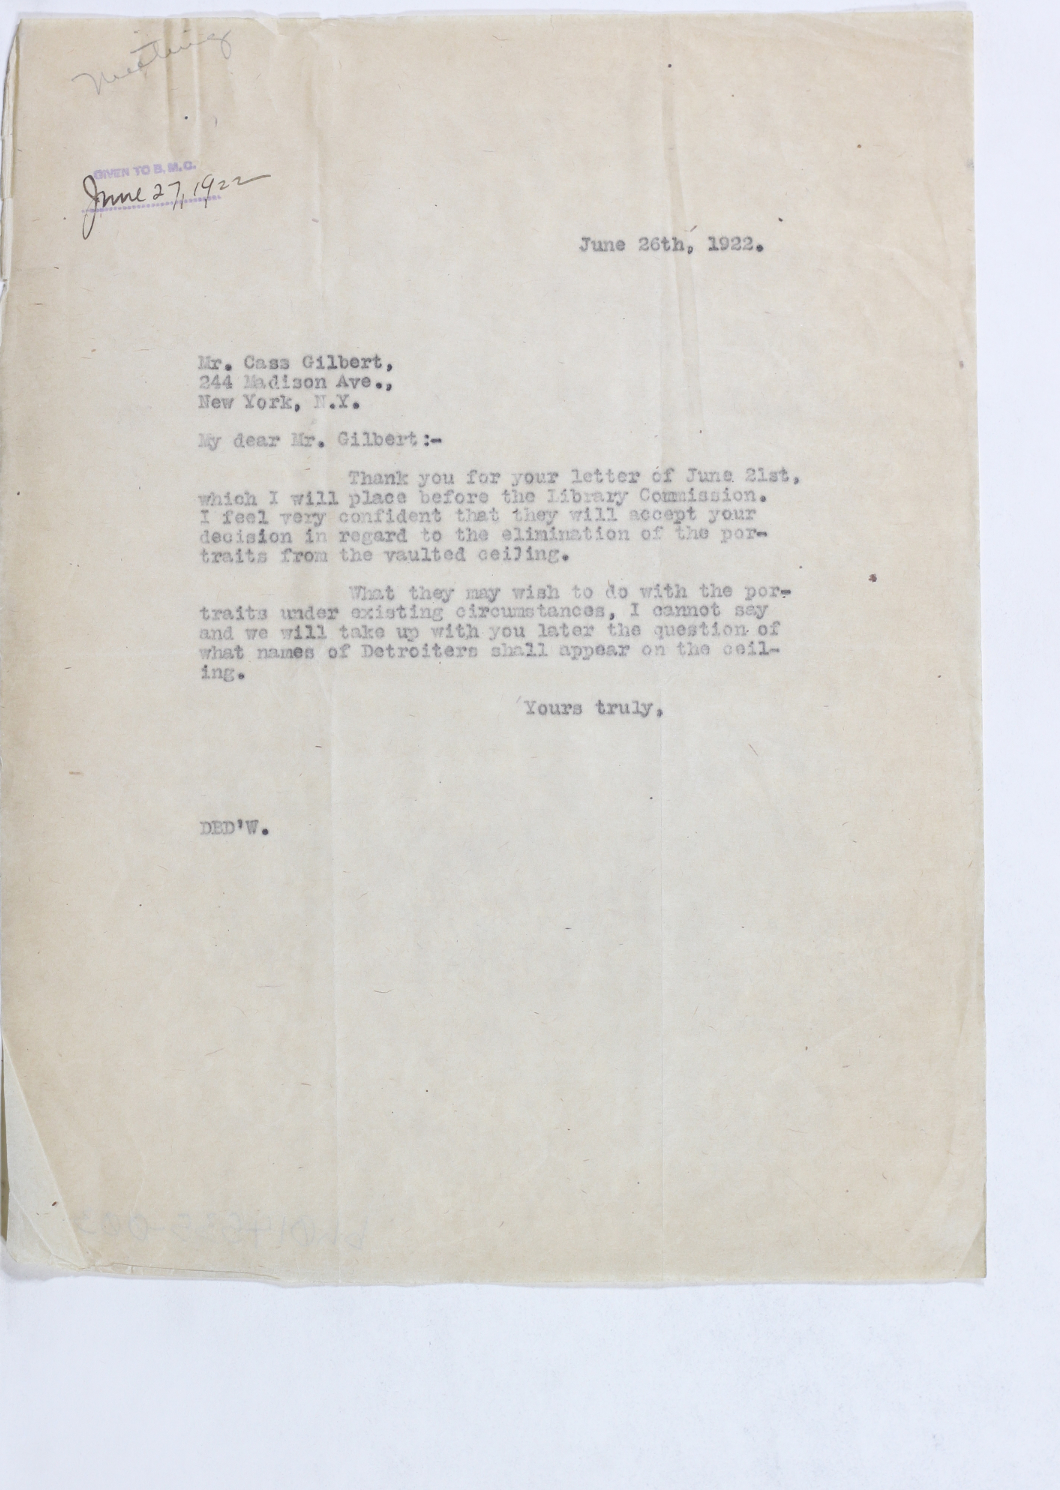 Meeting
GIVEN TO B. M. C.
June 27, 1922
June 26th, 1922.
Mr. Cass Gilbert,
244 Madison Ave.,
New York, N.Y.
My dear Mr. Gilbert:-
Thank you for your letter of June 21st,
which I will place before the Library Commission.
I feel very confident that they will accept your
decision in regard to the elimination of the por-
traits from the vaulted ceiling.
What they may wish to do with the por-
traits under existing circumstances, I cannot say
and we will take up with you later the question of
what names of Detroiters shall appear on the ceil-
ing.
Yours truly,
DBD'W.